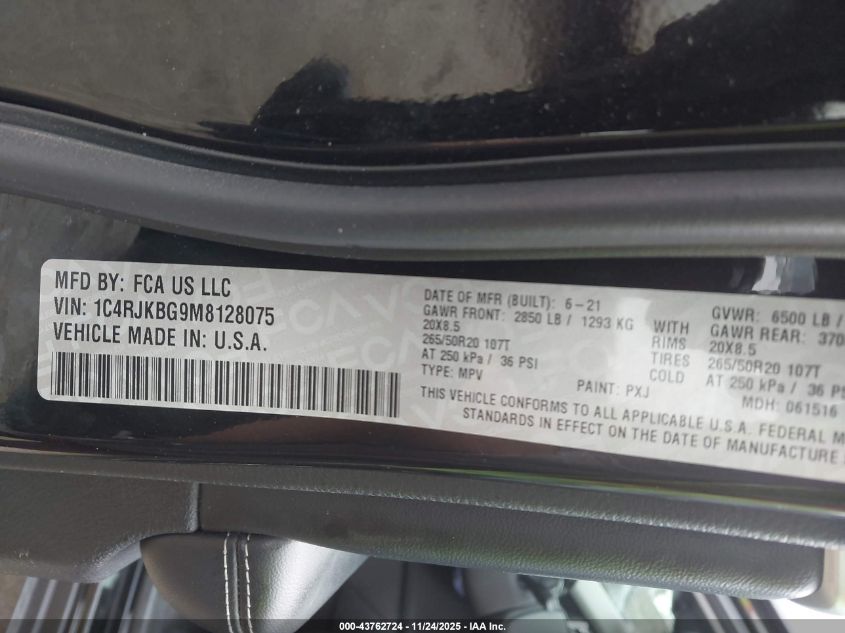 MFD BY: FCA US LLC
VIN: 1C4RJKBG9M8128075
VEHICLE MADE IN: U.S.A.
DATE OF MFR (BUILT): 6-21
GAWR FRONT: 2850 LB / 1293 KG
20X8.5
265/50R20 107T
AT 250 kPa / 36 PSI
TYPE: MPV
WITH
RIMS
TIRES
COLD
GVWR: 6500 LB /
GAWR REAR: 370
20X8.5
265/50R20 107T
AT 250 kPa / 36 PS
PAINT: PXJ
MDH: 061516
THIS VEHICLE CONFORMS TO ALL APPLICABLE U.S.A. FEDERAL M
STANDARDS IN EFFECT ON THE DATE OF MANUFACTURE
000-43762724 - 11/24/2025 - IAA Inc.